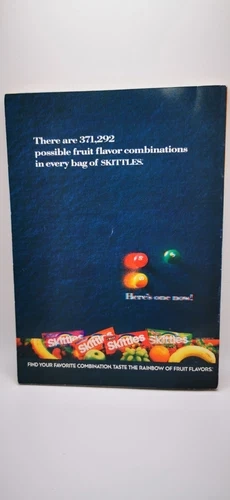 There are 371,292
possible fruit flavor combinations
in every bag of SKITTLES.
Here's one now!
Skittles Skittles Skittles Skittles
FIND YOUR FAVORITE COMBINATION. TASTE THE RAINBOW OF FRUIT FLAVORS.